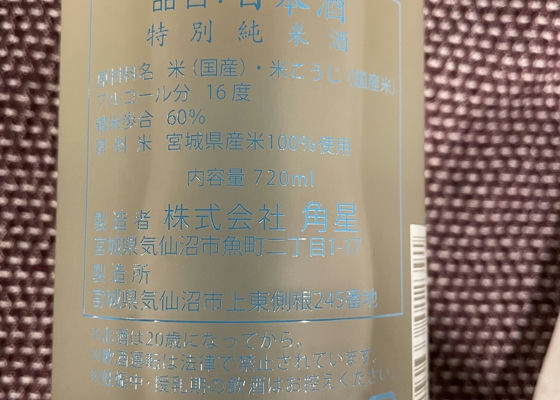 品目:日本酒
特別純米酒
原材料名 米(国産)・米こうじ(国産米)
アルコール分 16度
精米歩合 60%
原料米 宮城県産米100%使用
内容量 720ml
製造者 株式会社 角星
宮城県気仙沼市魚町二丁目1-17
製造所
宮城県気仙沼市上東側根245番地
※お酒は20歳になってから。
※飲酒運転は法律で禁止されています。
※妊娠中・授乳期の飲酒はお控えください。